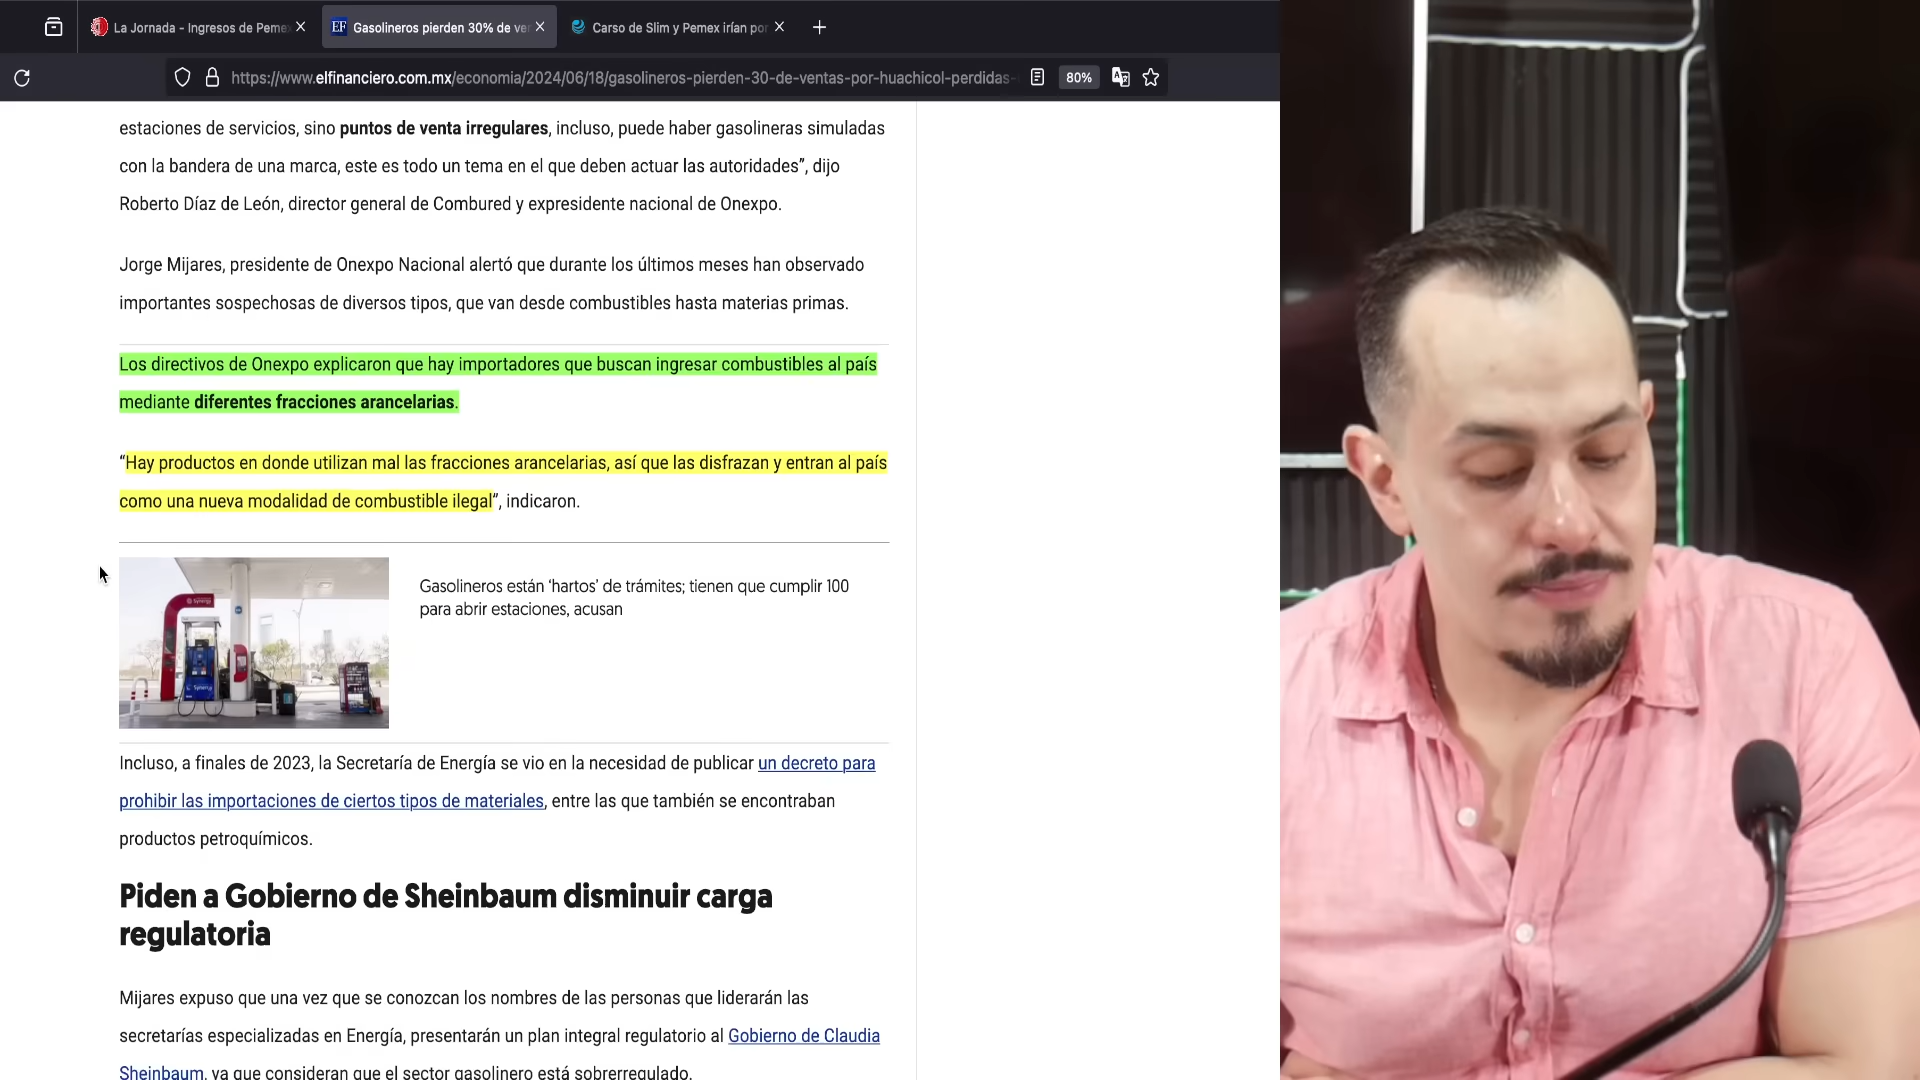 La Jornada - Ingresos de Peme
EF Gasolineros pierden 30% de ve
Carso de Slim y Pemex irían por
https://www.elfinanciero.com.mx/economia/2024/06/18/gasolineros-pierden-30-de-ventas-por-huachicol-perdidas-
80%
estaciones de servicios, sino puntos de venta irregulares, incluso, puede haber gasolineras simuladas
con la bandera de una marca, este es todo un tema en el que deben actuar las autoridades”, dijo
Roberto Díaz de León, director general de Combured y expresidente nacional de Onexpo.
Jorge Mijares, presidente de Onexpo Nacional alertó que durante los últimos meses han observado
importantes sospechosas de diversos tipos, que van desde combustibles hasta materias primas.
Los directivos de Onexpo explicaron que hay importadores que buscan ingresar combustibles al país
mediante diferentes fracciones arancelarias.
“Hay productos en donde utilizan mal las fracciones arancelarias, así que las disfrazan y entran al país
como una nueva modalidad de combustible ilegal”, indicaron.
Gasolineros están ‘hartos’ de trámites; tienen que cumplir 100
para abrir estaciones, acusan
Incluso, a finales de 2023, la Secretaría de Energía se vio en la necesidad de publicar un decreto para
prohibir las importaciones de ciertos tipos de materiales, entre las que también se encontraban
productos petroquímicos.
Piden a Gobierno de Sheinbaum disminuir carga
regulatoria
Mijares expuso que una vez que se conozcan los nombres de las personas que liderarán las
secretarías especializadas en Energía, presentarán un plan integral regulatorio al Gobierno de Claudia
Sheinbaum, ya que consideran que el sector gasolinero está sobrerregulado.